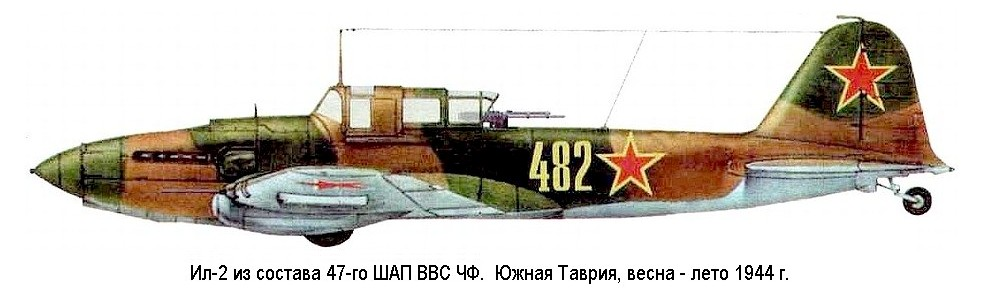 482
Ил-2 из состава 47-го ШАП ВВС ЧФ. Южная Таврия, весна - лето 1944 г.